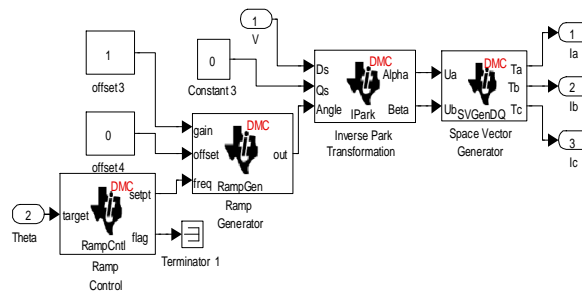 1
V
1
offset3
0
Constant 3
0
offset4
DMC
Ds
Qs
Angle
Alpha
Beta
IPark
Inverse Park
Transformation
DMC
Ua
Ub
Ta
Tb
Tc
SVGenDQ
Space Vector
Generator
1
Ia
2
Ib
3
Ic
DMC
gain
offset
freq
out
RampGen
Ramp
Generator
2
Theta
DMC
target
setpt
flag
RampCntl
Ramp
Control
Terminator 1